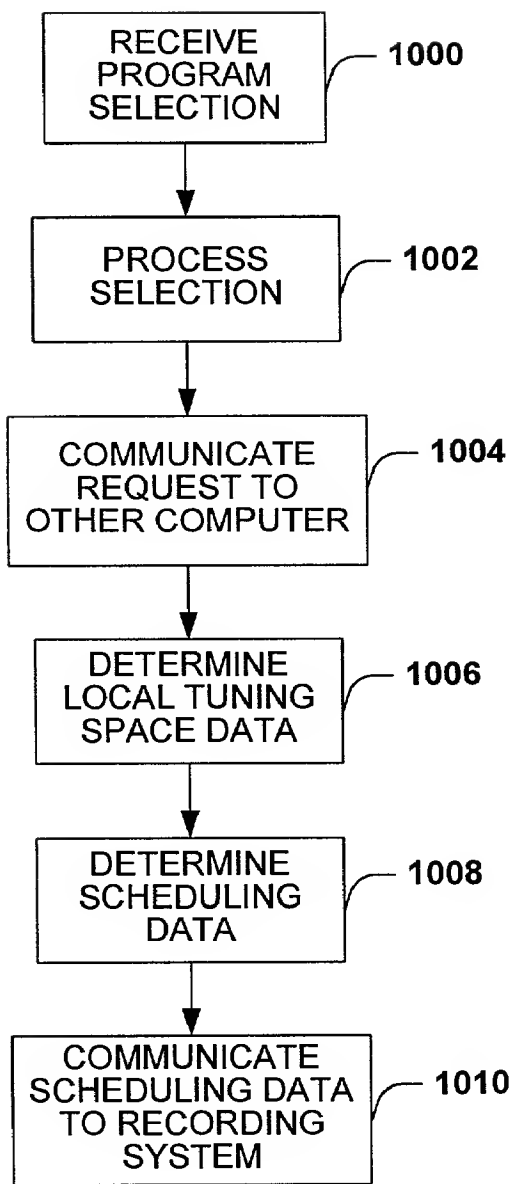 RECEIVE
PROGRAM
SELECTION
1000
PROCESS
SELECTION
1002
COMMUNICATE
REQUEST TO
OTHER COMPUTER
1004
DETERMINE
LOCAL TUNING
SPACE DATA
1006
DETERMINE
SCHEDULING
DATA
1008
COMMUNICATE
SCHEDULING DATA
TO RECORDING
SYSTEM
1010